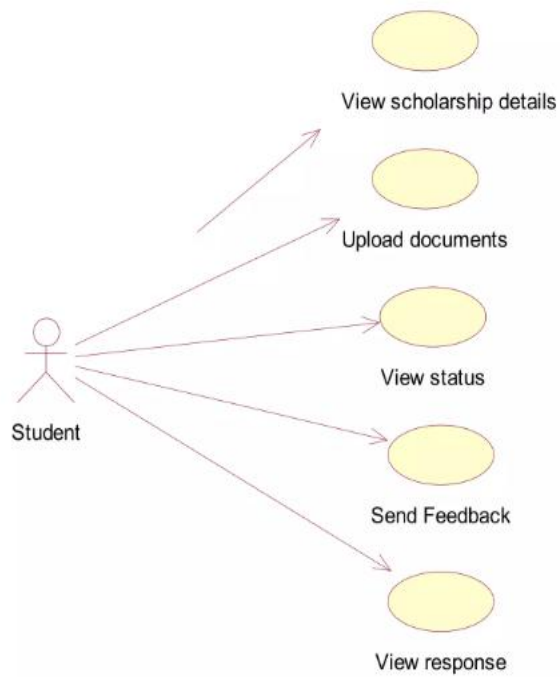 View scholarship details
Upload documents
View status
Student
Send Feedback
View response